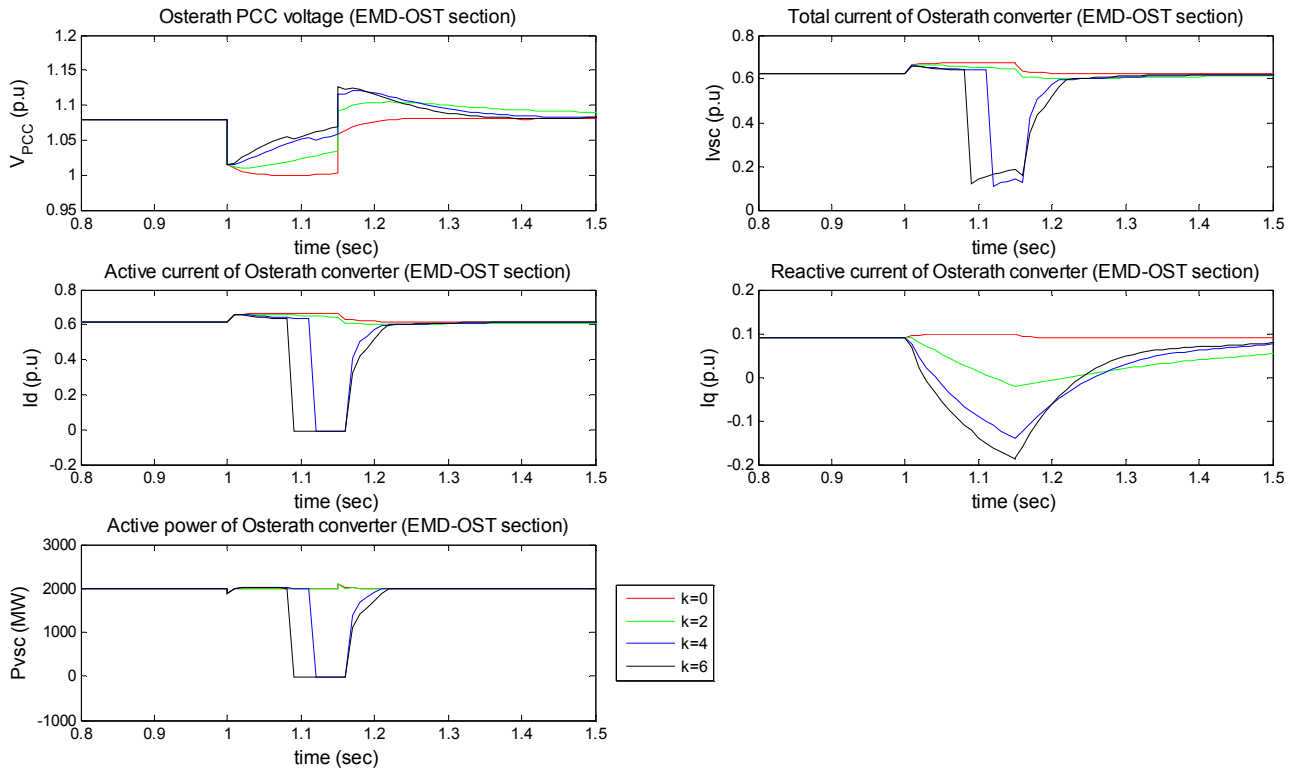 Osterath PCC voltage (EMD-OST section)
1.2
1.15
1.1
1.05
1
0.95
V_PCC (p.u)
0.8 0.9 1 1.1 1.2 1.3 1.4 1.5
time (sec)
Total current of Osterath converter (EMD-OST section)
0.8
0.6
0.4
0.2
0
Ivsc (p.u)
0.8 0.9 1 1.1 1.2 1.3 1.4 1.5
time (sec)
Active current of Osterath converter (EMD-OST section)
0.8
0.6
0.4
0.2
0
-0.2
Id (p.u)
0.8 0.9 1 1.1 1.2 1.3 1.4 1.5
time (sec)
Reactive current of Osterath converter (EMD-OST section)
0.2
0.1
0
-0.1
-0.2
Iq (p.u)
0.8 0.9 1 1.1 1.2 1.3 1.4 1.5
time (sec)
Active power of Osterath converter (EMD-OST section)
3000
2000
1000
0
-1000
Pvsc (MW)
0.8 0.9 1 1.1 1.2 1.3 1.4 1.5
time (sec)
k=0
k=2
k=4
k=6